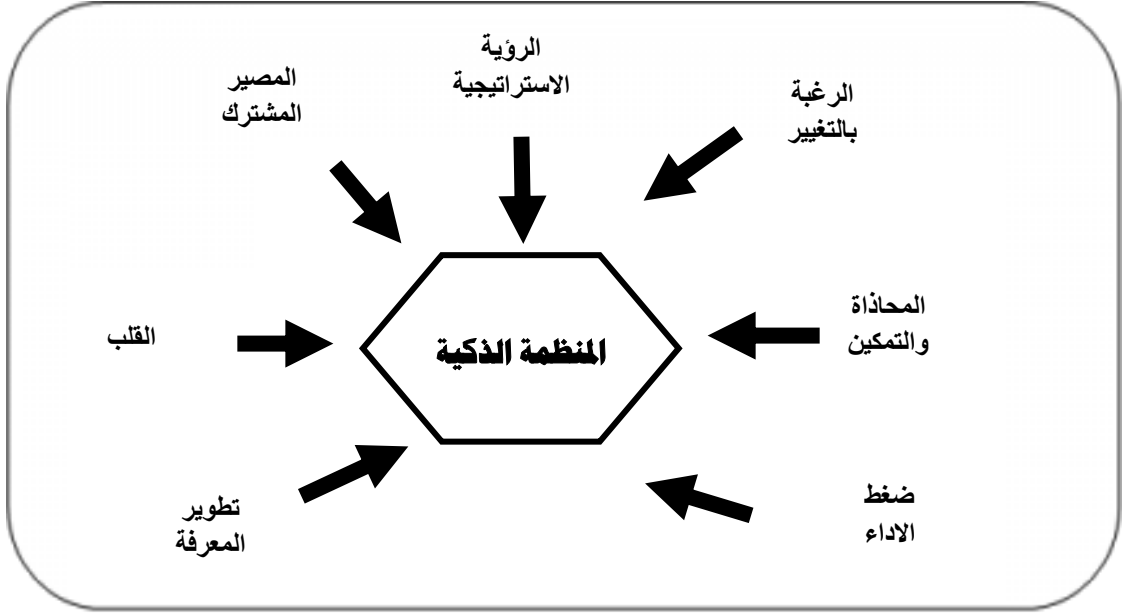 الرؤية
الاستراتيجية
الرغبة
بالتغيير
المصير
المشترك
المحاذاة
والتمكين
المنظمة الذكية
القلب
ضغط
الاداء
تطوير
المعرفة